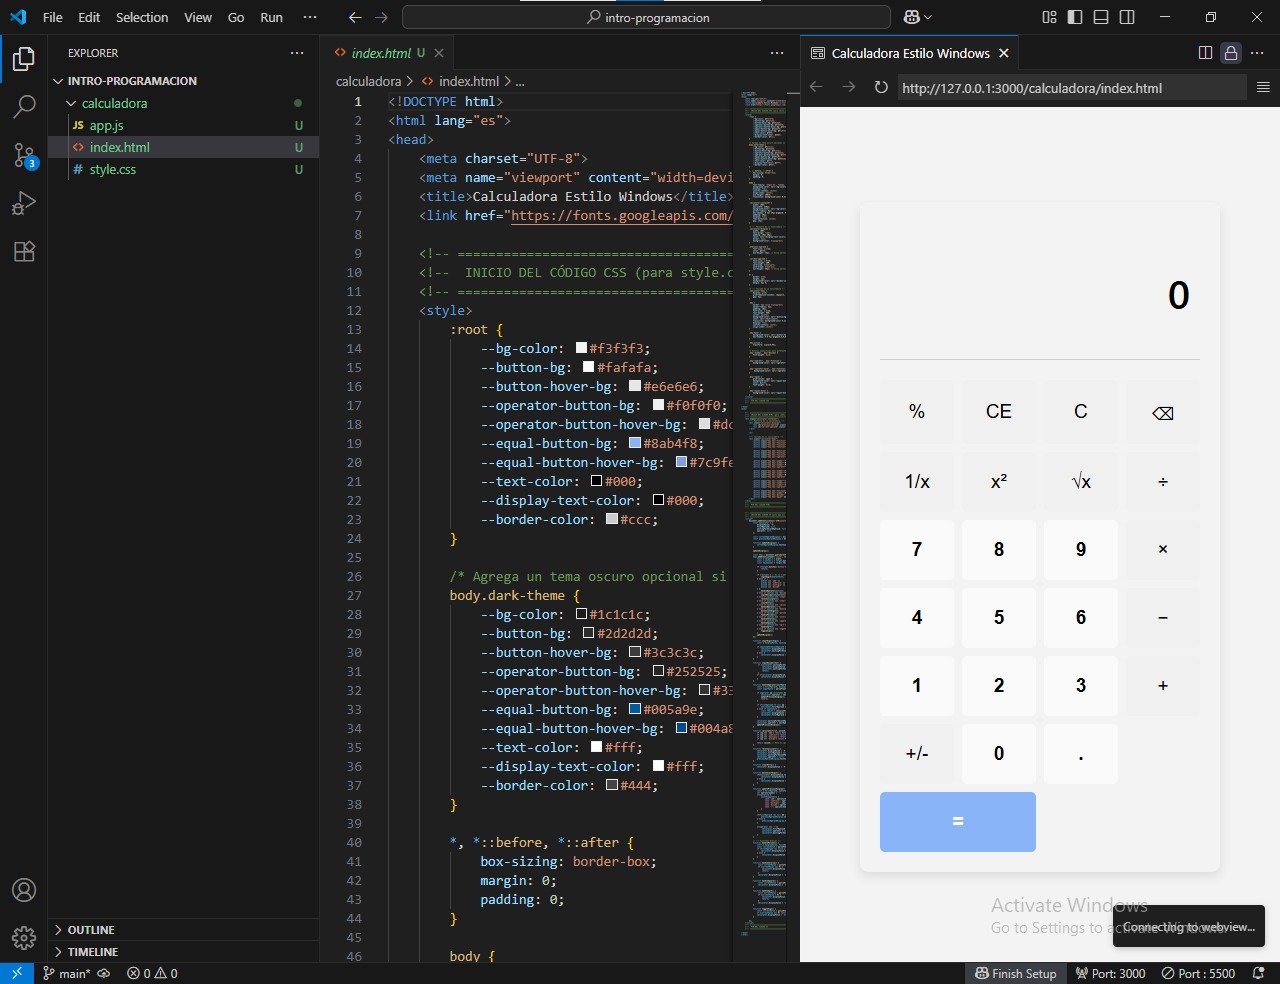 File Edit Selection View Go Run ···
intro-programacion
EXPLORER ···
INTRO-PROGRAMACION
calculadora
JS app.js U
<> index.html U
# style.css U
3
OUTLINE
TIMELINE
<> index.html U ···
calculadora > <> index.html > ...
1 <!DOCTYPE html>
2 <html lang="es">
3 <head>
4 <meta charset="UTF-8">
5 <meta name="viewport" content="width=devi
6 <title>Calculadora Estilo Windows</title>
7 <link href="https://fonts.googleapis.com/
8
9 <!-- ====================================
10 <!-- INICIO DEL CÓDIGO CSS (para style.c
11 <!-- ====================================
12 <style>
13 :root {
14 --bg-color: #f3f3f3;
15 --button-bg: #fafafa;
16 --button-hover-bg: #e6e6e6;
17 --operator-button-bg: #f0f0f0;
18 --operator-button-hover-bg: #dc
19 --equal-button-bg: #8ab4f8;
20 --equal-button-hover-bg: #7c9fe
21 --text-color: #000;
22 --display-text-color: #000;
23 --border-color: #ccc;
24 }
25
26 /* Agrega un tema oscuro opcional si
27 body.dark-theme {
28 --bg-color: #1c1c1c;
29 --button-bg: #2d2d2d;
30 --button-hover-bg: #3c3c3c;
31 --operator-button-bg: #252525;
32 --operator-button-hover-bg: #33
33 --equal-button-bg: #005a9e;
34 --equal-button-hover-bg: #004a8
35 --text-color: #fff;
36 --display-text-color: #fff;
37 --border-color: #444;
38 }
39
40 *, *::before, *::after {
41 box-sizing: border-box;
42 margin: 0;
43 padding: 0;
44 }
45
46 body {
Calculadora Estilo Windows ···
http://127.0.0.1:3000/calculadora/index.html
0
% CE C ⌫
1/x x² √x ÷
7 8 9 ×
4 5 6 −
1 2 3 +
+/- 0 .
=
Activate Windows
Go to Settings to activate Windows.
Connecting to webview...
main* 0 0 Finish Setup Port: 3000 Port : 5500